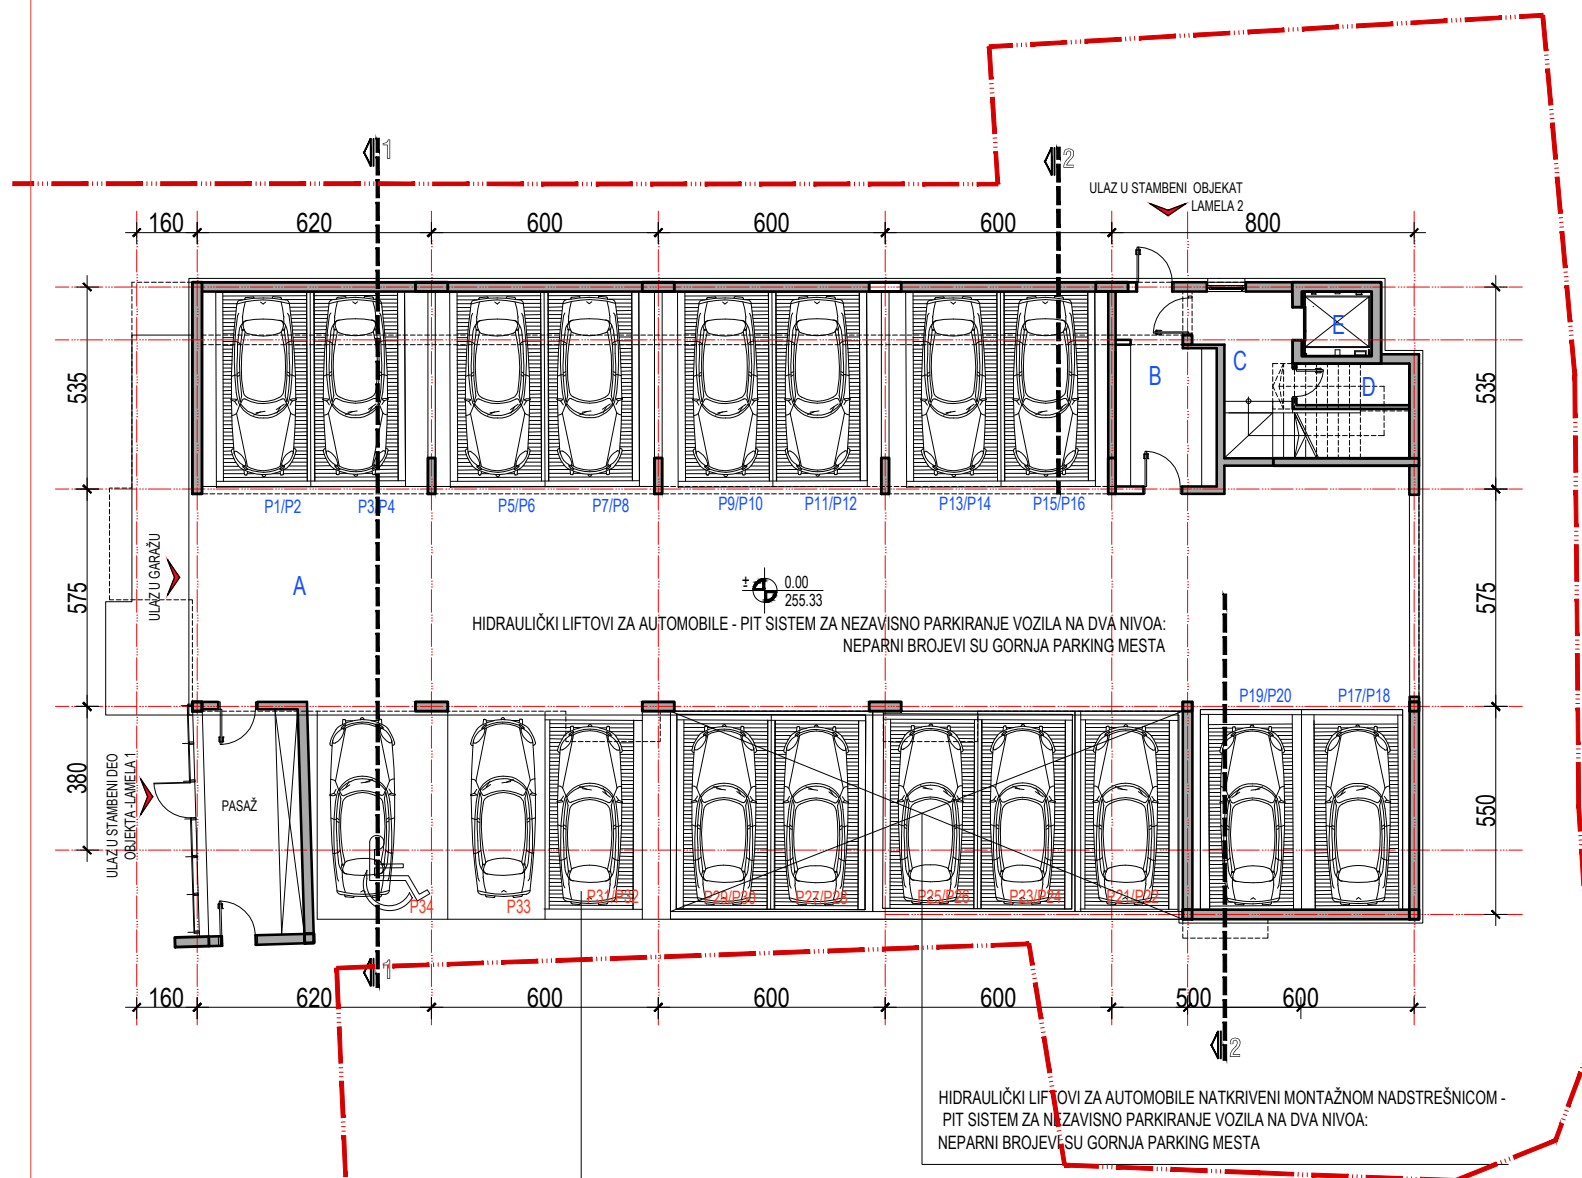 1
2
ULAZ U STAMBENI OBJEKAT
LAMELA 2
160
620
600
600
600
800
E
B
C
D
535
535
P1/P2
P3/P4
P5/P6
P7/P8
P9/P10
P11/P12
P13/P14
P15/P16
ULAZ U GARAŽU
A
575
575
± 0.00
255.33
HIDRAULIČKI LIFTOVI ZA AUTOMOBILE - PIT SISTEM ZA NEZAVISNO PARKIRANJE VOZILA NA DVA NIVOA:
NEPARNI BROJEVI SU GORNJA PARKING MESTA
P19/P20
P17/P18
380
550
ULAZ U STAMBENI DEO
OBJEKTA -LAMELA 1
PASAŽ
P34
P33
P31/P32
P29/P30
P27/P28
P25/P26
P23/P24
P21/P22
1
160
620
600
600
600
500
600
2
HIDRAULIČKI LIFTOVI ZA AUTOMOBILE NATKRIVENI MONTAŽNOM NADSTREŠNICOM -
PIT SISTEM ZA NEZAVISNO PARKIRANJE VOZILA NA DVA NIVOA:
NEPARNI BROJEVI SU GORNJA PARKING MESTA